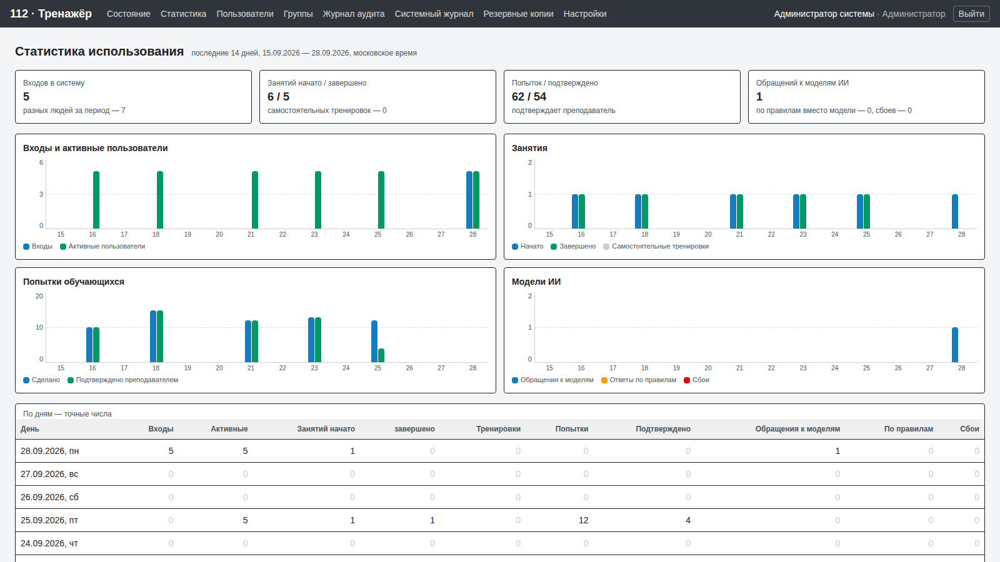 112 · Тренажёр Состояние Статистика Пользователи Группы Журнал аудита Системный журнал Резервные копии Настройки Администратор системы · Администратор Выйти
Статистика использования последние 14 дней, 15.09.2026 — 28.09.2026, московское время
Входов в систему
5
разных людей за период — 7
Занятий начато / завершено
6 / 5
самостоятельных тренировок — 0
Попыток / подтверждено
62 / 54
подтверждает преподаватель
Обращений к моделям ИИ
1
по правилам вместо модели — 0, сбоев — 0
Входы и активные пользователи
6
3
0
15 16 17 18 19 20 21 22 23 24 25 26 27 28
Входы Активные пользователи
Занятия
2
1
0
15 16 17 18 19 20 21 22 23 24 25 26 27 28
Начато Завершено Самостоятельные тренировки
Попытки обучающихся
20
10
0
15 16 17 18 19 20 21 22 23 24 25 26 27 28
Сделано Подтверждено преподавателем
Модели ИИ
2
1
0
15 16 17 18 19 20 21 22 23 24 25 26 27 28
Обращения к моделям Ответы по правилам Сбои
По дням — точные числа
День Входы Активные Занятий начато завершено Тренировки Попытки Подтверждено Обращения к моделям По правилам Сбои
28.09.2026, пн 5 5 1 0 0 0 0 1 0 0
27.09.2026, вс 0 0 0 0 0 0 0 0 0 0
26.09.2026, сб 0 0 0 0 0 0 0 0 0 0
25.09.2026, пт 0 5 1 1 0 12 4 0 0 0
24.09.2026, чт 0 0 0 0 0 0 0 0 0 0